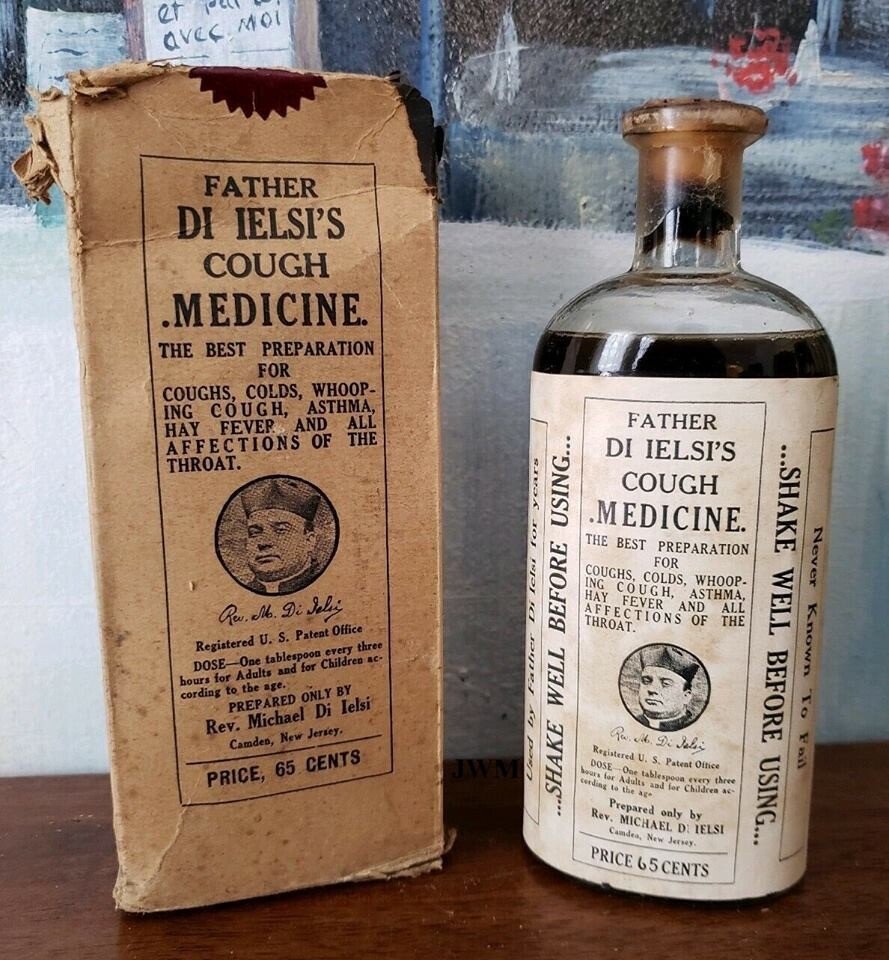 et par
avec MOI
FATHER
DI IELSI'S
COUGH
.MEDICINE.
THE BEST PREPARATION
FOR
COUGHS, COLDS, WHOOP-
ING COUGH, ASTHMA,
HAY FEVER AND ALL
AFFECTIONS OF THE
THROAT.
Rev. M. Di Ielsi
Registered U. S. Patent Office
DOSE—One tablespoon every three
hours for Adults and for Children ac-
cording to the age.
PREPARED ONLY BY
Rev. Michael Di Ielsi
Camden, New Jersey.
PRICE, 65 CENTS
JWM
Used by Father Di Ielsi for years
...SHAKE WELL BEFORE USING...
FATHER
DI IELSI'S
COUGH
.MEDICINE.
THE BEST PREPARATION
FOR
COUGHS, COLDS, WHOOP-
ING COUGH, ASTHMA,
HAY FEVER AND ALL
AFFECTIONS OF THE
THROAT.
Rev. M. Di Ielsi
Registered U. S. Patent Office
DOSE—One tablespoon every three
hours for Adults and for Children ac-
cording to the age
Prepared only by
Rev. MICHAEL DI IELSI
Camden, New Jersey.
PRICE 65 CENTS
...SHAKE WELL BEFORE USING...
Never Known To Fail